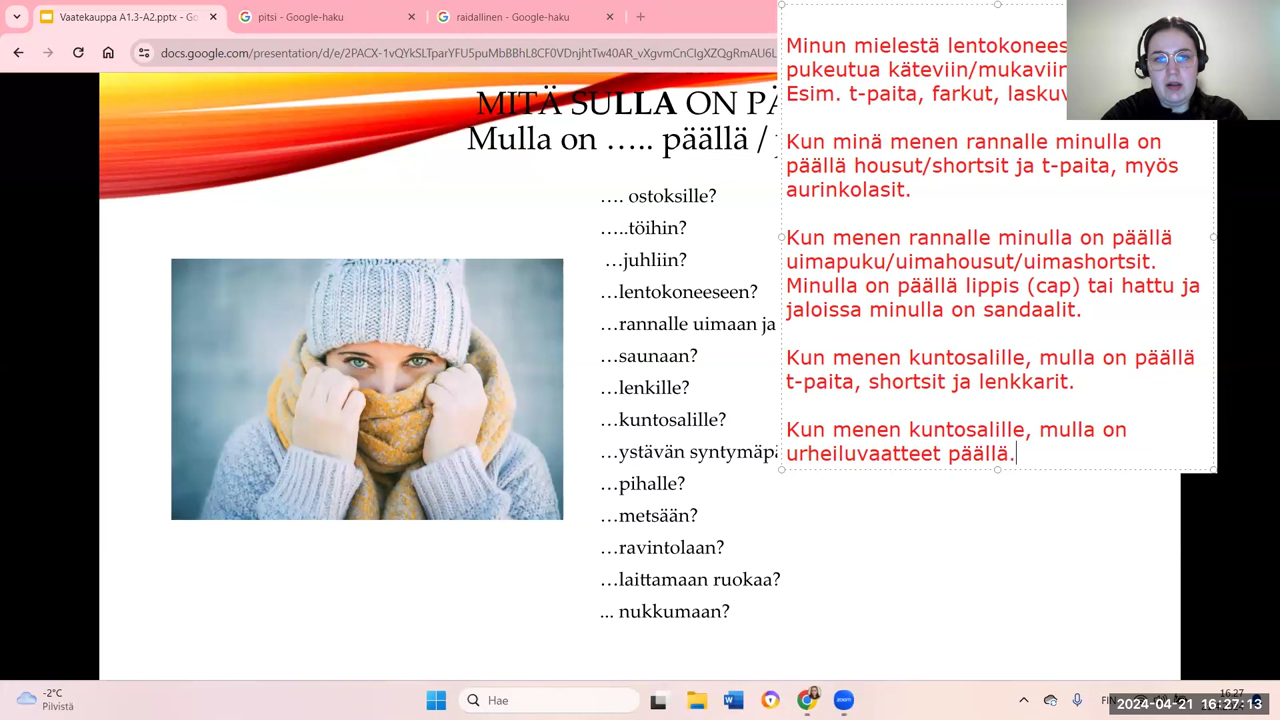 Vaatekauppa A1.3-A2.pptx - Go
pitsi - Google-haku
raidallinen - Google-haku
docs.google.com/presentation/d/e/2PACX-1vQYkSLTparYFU5puMbBBhL8CF0VDnjhtTw40AR_vXgvmCnCIgXZQgRmAU6L
MITÄ SULLA ON PÄ
Mulla on ….. päällä /
…. ostoksille?
…..töihin?
…juhliin?
…lentokoneeseen?
…rannalle uimaan ja
…saunaan?
…lenkille?
…kuntosalille?
…ystävän syntymäpä
…pihalle?
…metsään?
…ravintolaan?
…laittamaan ruokaa?
... nukkumaan?
Minun mielestä lentokonees
pukeutua käteviin/mukaviin
Esim. t-paita, farkut, laskuv
Kun minä menen rannalle minulla on
päällä housut/shortsit ja t-paita, myös
aurinkolasit.
Kun menen rannalle minulla on päällä
uimapuku/uimahousut/uimashortsit.
Minulla on päällä lippis (cap) tai hattu ja
jaloissa minulla on sandaalit.
Kun menen kuntosalille, mulla on päällä
t-paita, shortsit ja lenkkarit.
Kun menen kuntosalille, mulla on
urheiluvaatteet päällä.
-2°C
Pilvistä
Hae
zoom
FIN
16.27
2024-04-21 16:27:13